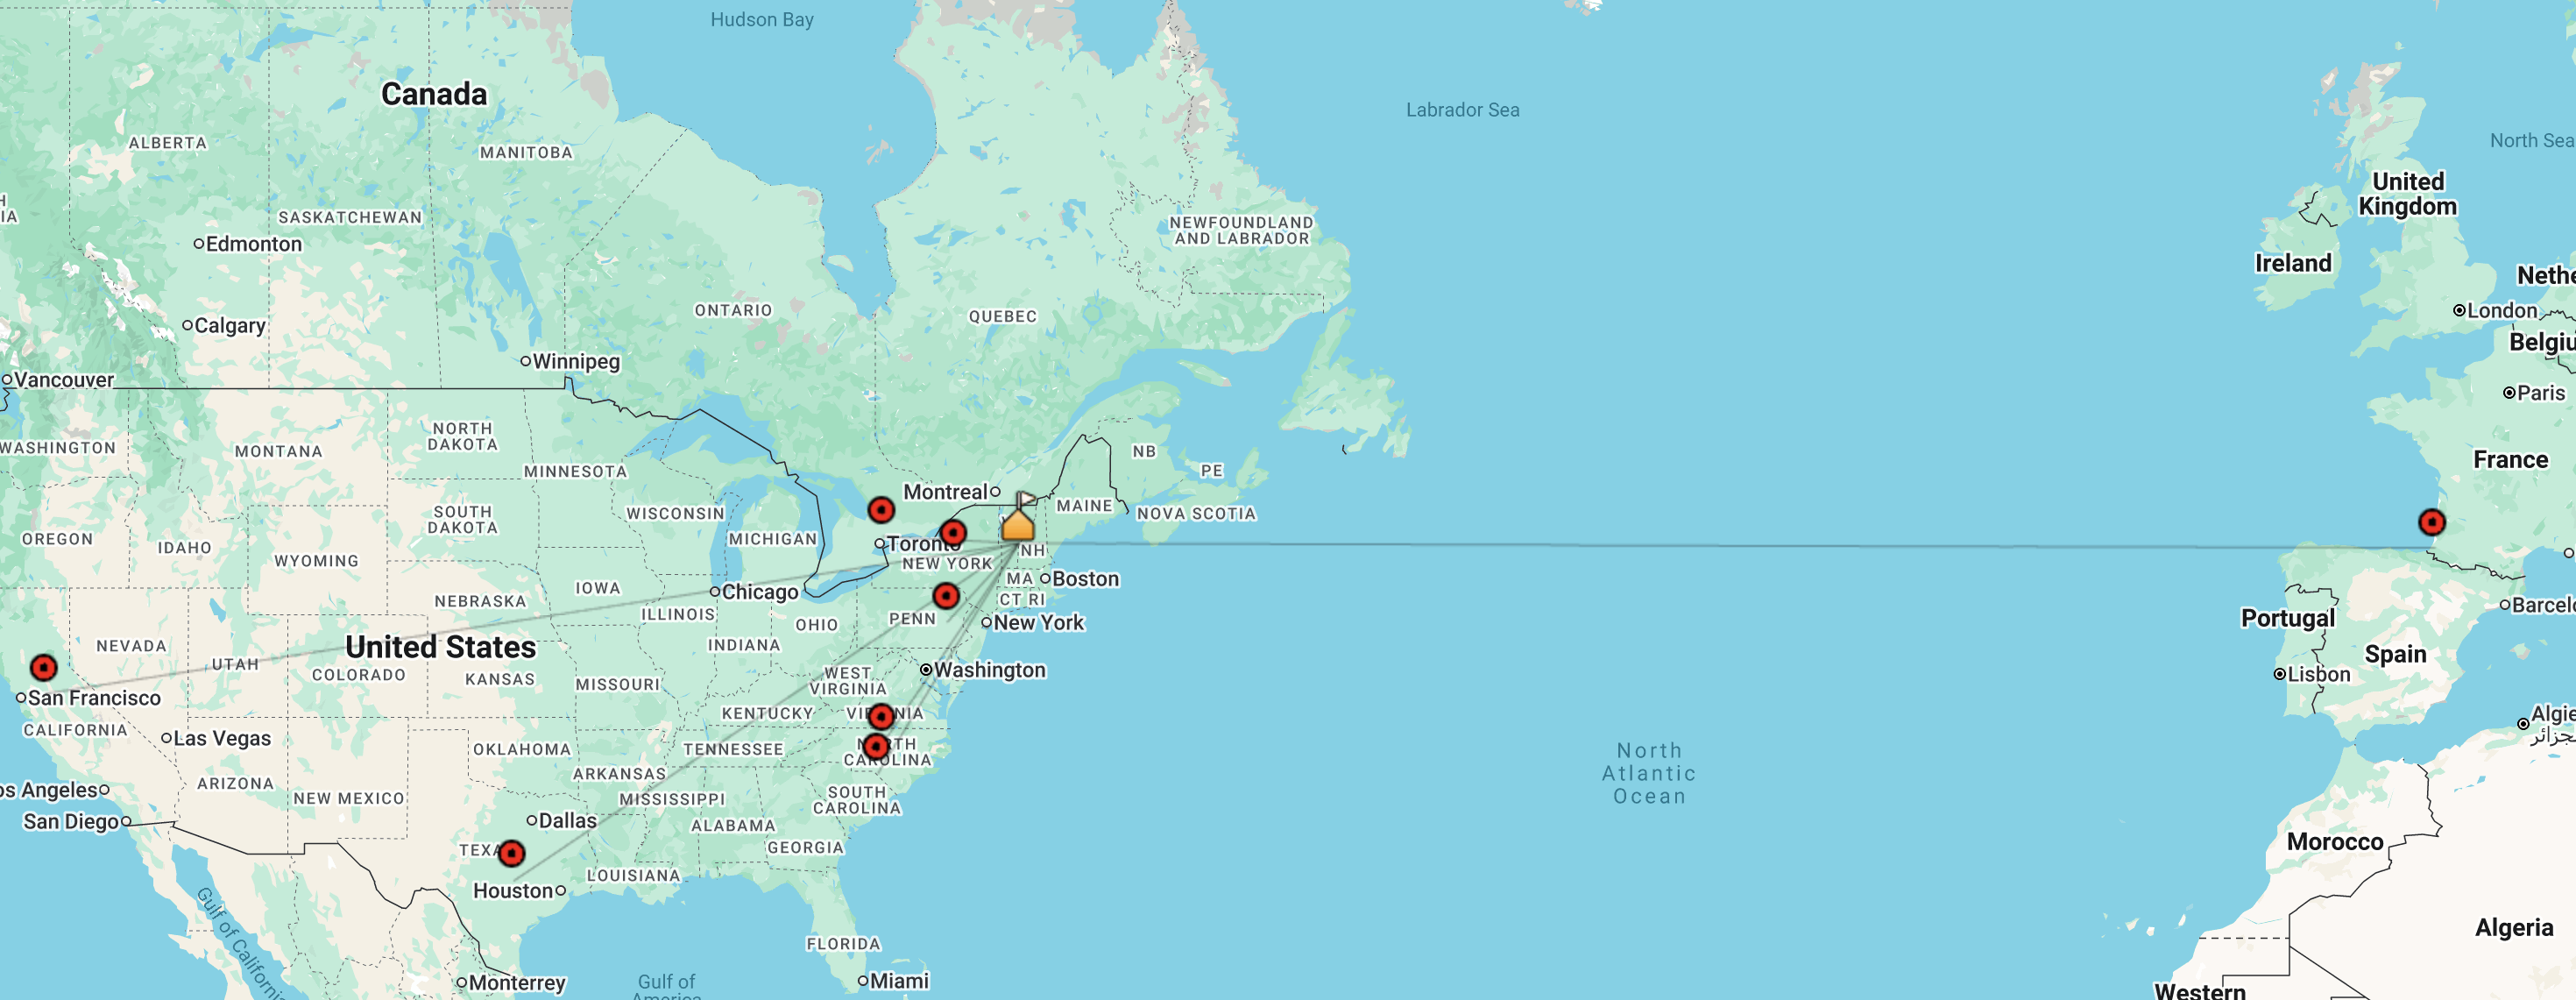 Hudson Bay
Canada
Labrador Sea
ALBERTA
MANITOBA
North Sea
United
Kingdom
SASKATCHEWAN
NEWFOUNDLAND
AND LABRADOR
Edmonton
Ireland
Nethe
ONTARIO
QUEBEC
London
Calgary
Belgiu
Winnipeg
Vancouver
Paris
NORTH
DAKOTA
WASHINGTON
MONTANA
NB
France
MINNESOTA
PE
Montreal
MAINE
NOVA SCOTIA
SOUTH
DAKOTA
WISCONSIN
OREGON
IDAHO
MICHIGAN
Toronto
NH
WYOMING
NEW YORK
MA
Boston
IOWA
Chicago
CT RI
NEBRASKA
ILLINOIS
PENN
New York
OHIO
Barcelo
Portugal
NEVADA
United States
INDIANA
Spain
UTAH
COLORADO
KANSAS
MISSOURI
WEST
VIRGINIA
Washington
Lisbon
San Francisco
KENTUCKY
VIRGINIA
Algie
الجزائر
CALIFORNIA
Las Vegas
OKLAHOMA
TENNESSEE
NORTH
CAROLINA
North
Atlantic
Ocean
ARIZONA
ARKANSAS
os Angeles
NEW MEXICO
MISSISSIPPI
SOUTH
CAROLINA
San Diego
Dallas
ALABAMA
TEXAS
GEORGIA
Morocco
LOUISIANA
Houston
Gulf of California
Algeria
FLORIDA
Monterrey
Gulf of
America
Miami
Western